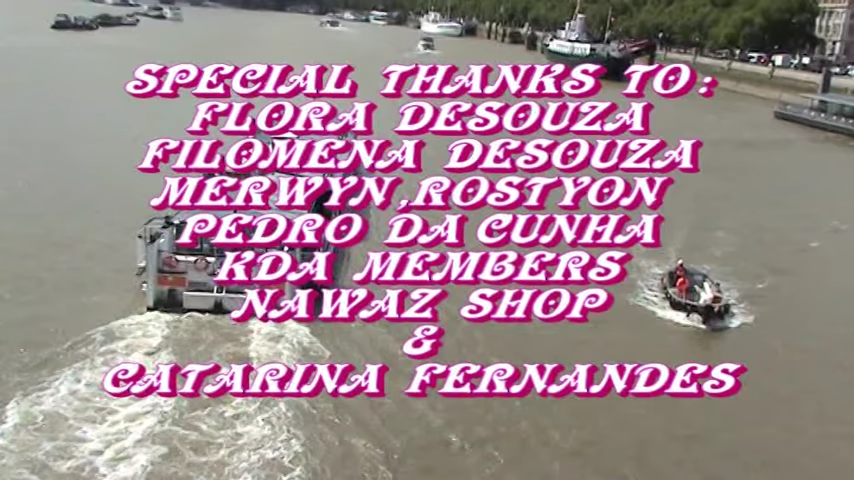 SPECIAL THANKS TO:
FLORA DESOUZA
FILOMENA DESOUZA
MERWYN,ROSTYON
PEDRO DA CUNHA
KDA MEMBERS
NAWAZ SHOP
&
CATARINA FERNANDES